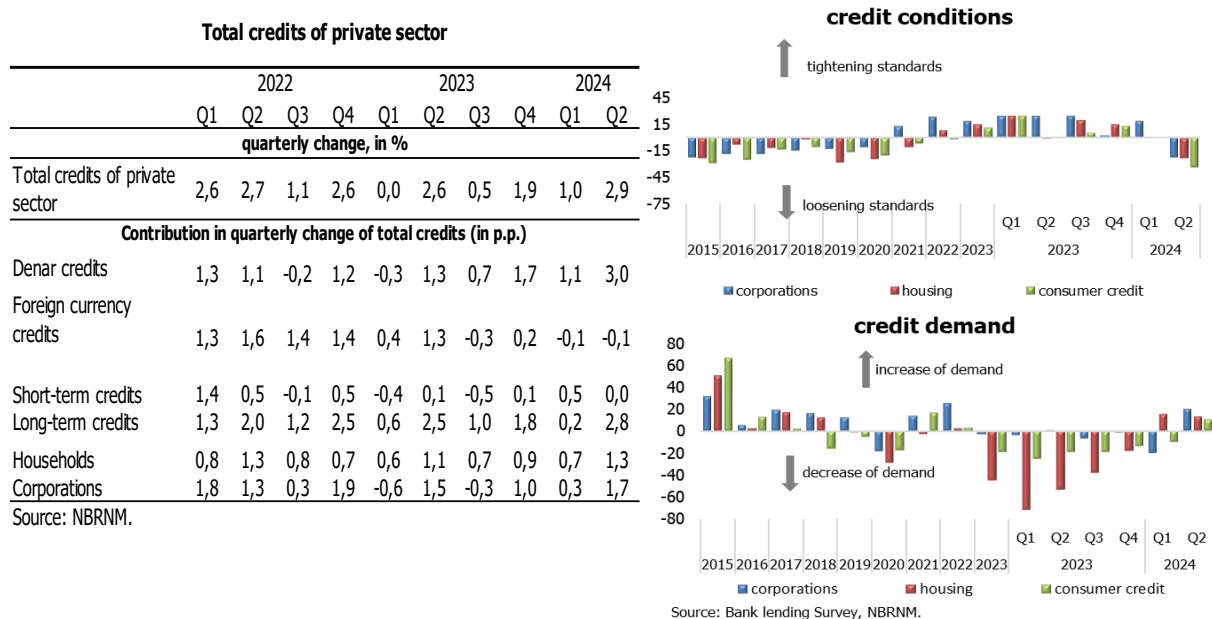 Total credits of private sector
2022 2023 2024
Q1 Q2 Q3 Q4 Q1 Q2 Q3 Q4 Q1 Q2
quarterly change, in %
Total credits of private
sector
2,6 2,7 1,1 2,6 0,0 2,6 0,5 1,9 1,0 2,9
Contribution in quarterly change of total credits (in p.p.)
Denar credits 1,3 1,1 -0,2 1,2 -0,3 1,3 0,7 1,7 1,1 3,0
Foreign currency
credits 1,3 1,6 1,4 1,4 0,4 1,3 -0,3 0,2 -0,1 -0,1
Short-term credits 1,4 0,5 -0,1 0,5 -0,4 0,1 -0,5 0,1 0,5 0,0
Long-term credits 1,3 2,0 1,2 2,5 0,6 2,5 1,0 1,8 0,2 2,8
Households 0,8 1,3 0,8 0,7 0,6 1,1 0,7 0,9 0,7 1,3
Corporations 1,8 1,3 0,3 1,9 -0,6 1,5 -0,3 1,0 0,3 1,7
Source: NBRNM.
credit conditions
tightening standards
45
15
-15
-45
-75
loosening standards
Q1 Q2 Q3 Q4 Q1 Q2
2015 2016 2017 2018 2019 2020 2021 2022 2023 2023 2024
corporations housing consumer credit
credit demand
80
60
40
20
0
-20
-40
-60
-80
increase of demand
decrease of demand
Q1 Q2 Q3 Q4 Q1 Q2
2015 2016 2017 2018 2019 2020 2021 2022 2023 2023 2024
corporations housing consumer credit
Source: Bank lending Survey, NBRNM.